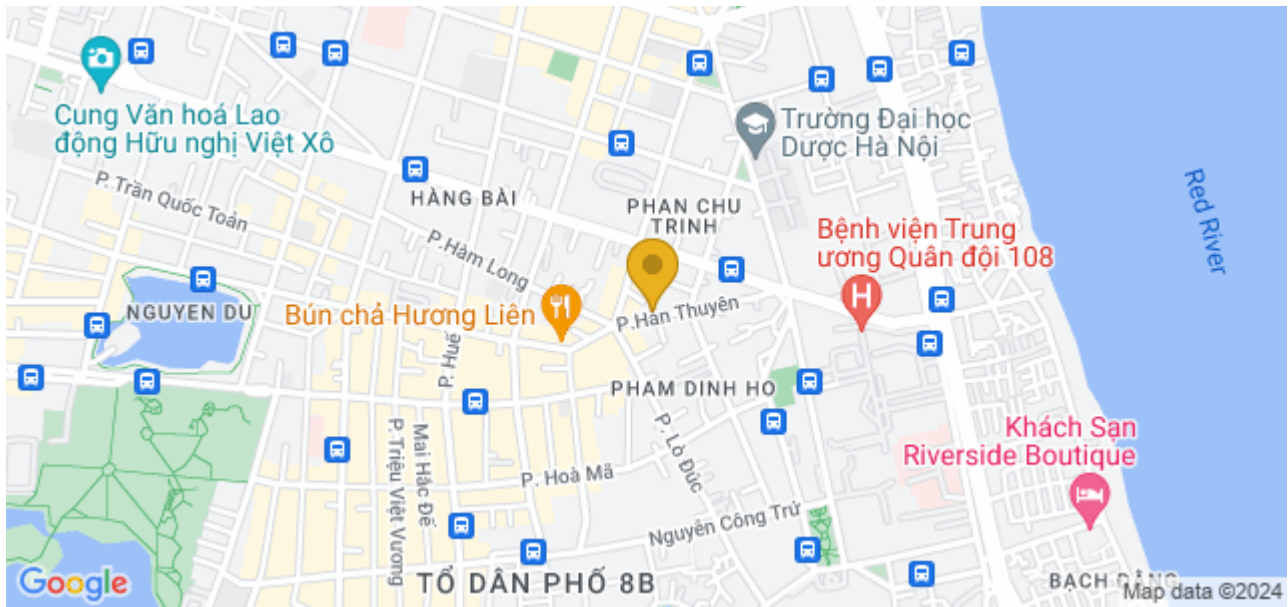 Cung Văn hoá Lao
động Hữu nghị Việt Xô
Trường Đại học
Dược Hà Nội
P. Trần Quốc Toản
HÀNG BÀI
PHAN CHU
TRINH
Red River
P.Hàm Long
Bệnh viện Trung
ương Quân đội 108
H
NGUYEN DU
Bún chả Hương Liên
P.Hàn Thuyên
P. Huế
PHAM DINH HO
Mai Hắc Đế
P. Triệu Việt Vương
P. Lò Đúc
Khách Sạn
Riverside Boutique
P. Hoà Mã
Nguyễn Công Trứ
TỔ DÂN PHỐ 8B
BẠCH ĐẰNG
Google
Map data ©2024